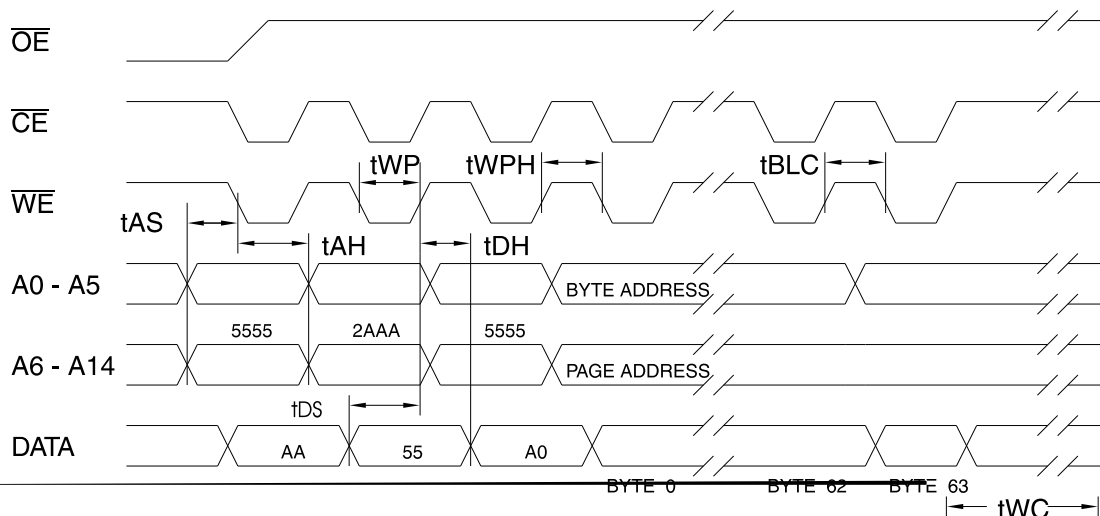 OE
CE
tWP
tWPH
tBLC
WE
tAS
tAH
tDH
A0 - A5
BYTE ADDRESS
5555
2AAA
5555
A6 - A14
PAGE ADDRESS
tDS
DATA
AA
55
A0
BYTE 0
BYTE 62
BYTE 63
tWC